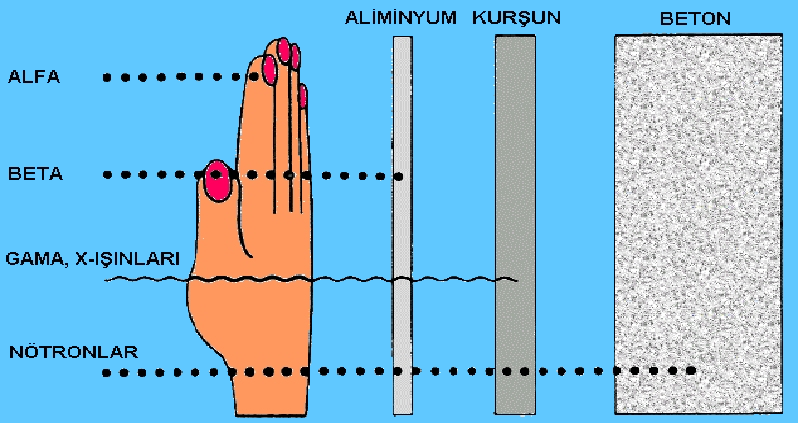 ALİMİNYUM KURŞUN BETON
ALFA
BETA
GAMA, X-IŞINLARI
NÖTRONLAR